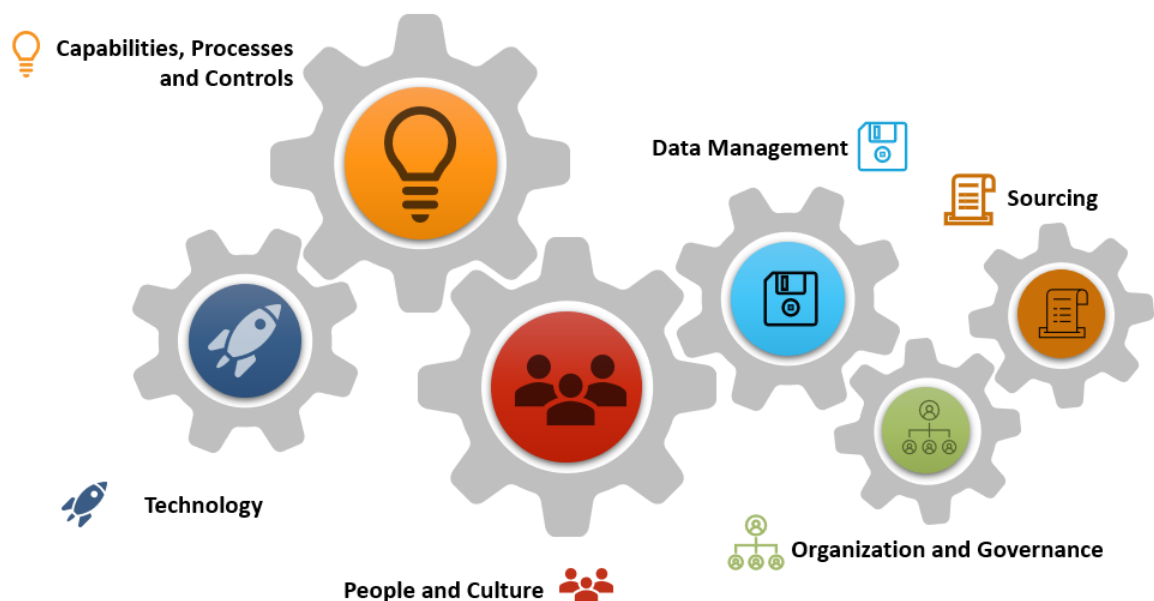 Capabilities, Processes
and Controls
Data Management
Sourcing
Technology
Organization and Governance
People and Culture